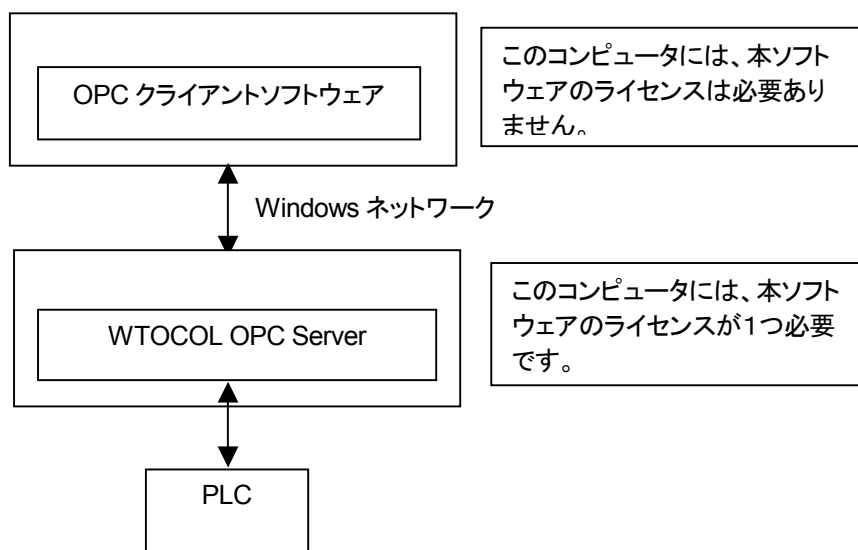 OPC クライアントソフトウェア
このコンピュータには、本ソフト
ウェアのライセンスは必要あり
ません。
Windows ネットワーク
WTOCOL OPC Server
このコンピュータには、本ソフト
ウェアのライセンスが１つ必要
です。
PLC